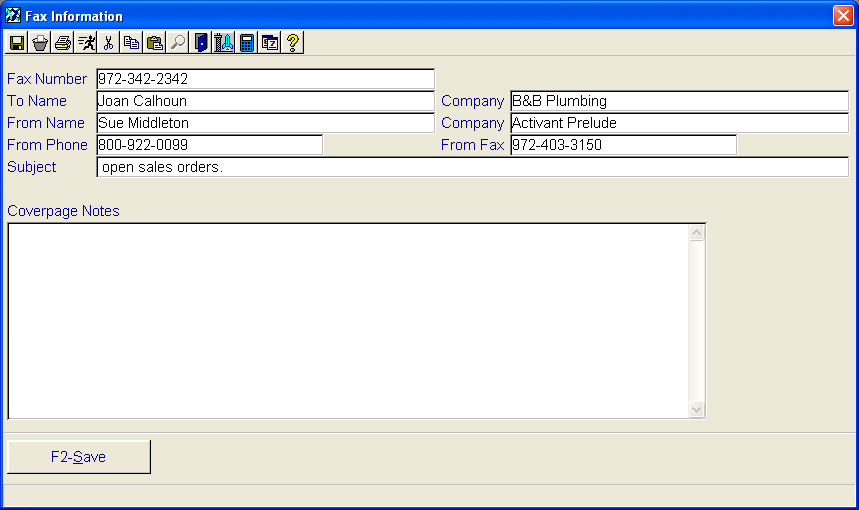 Fax Information
Fax Number 972-342-2342
To Name Joan Calhoun Company B&B Plumbing
From Name Sue Middleton Company Activant Prelude
From Phone 800-922-0099 From Fax 972-403-3150
Subject open sales orders.
Coverpage Notes
F2-Save